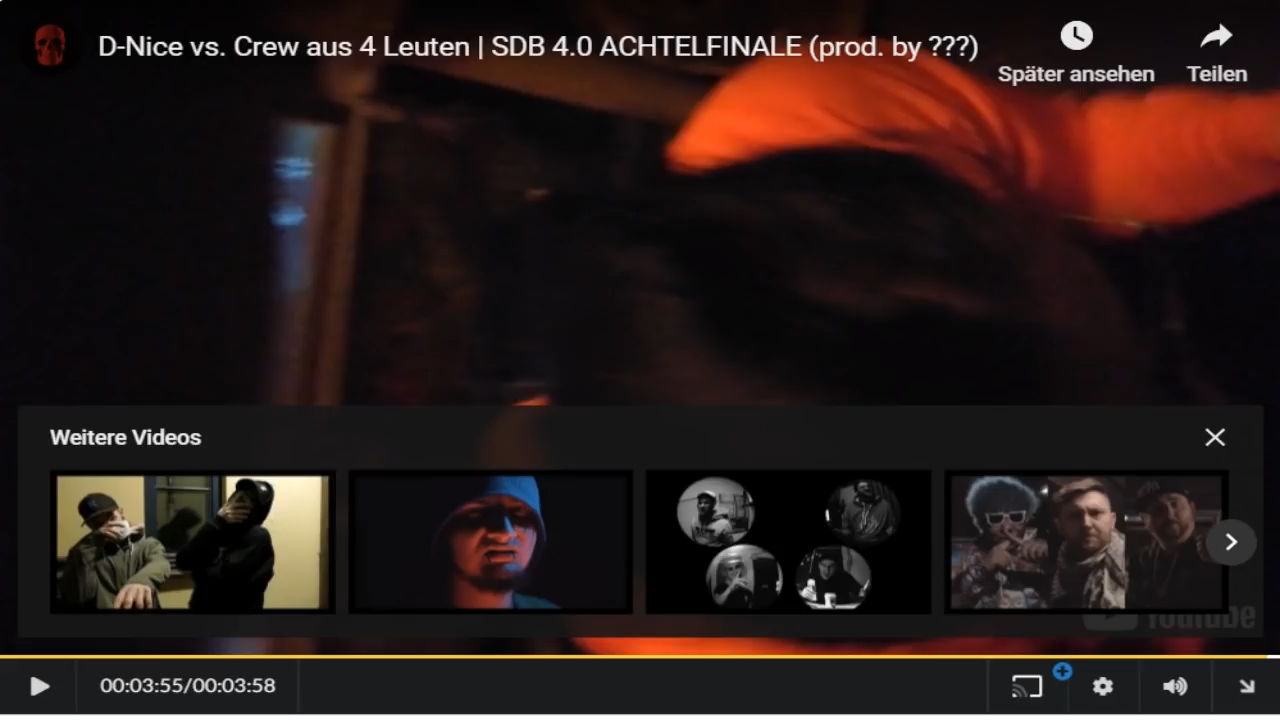 D-Nice vs. Crew aus 4 Leuten | SDB 4.0 ACHTELFINALE (prod. by ???)
Später ansehen
Teilen
Weitere Videos
YouTube
00:03:55/00:03:58